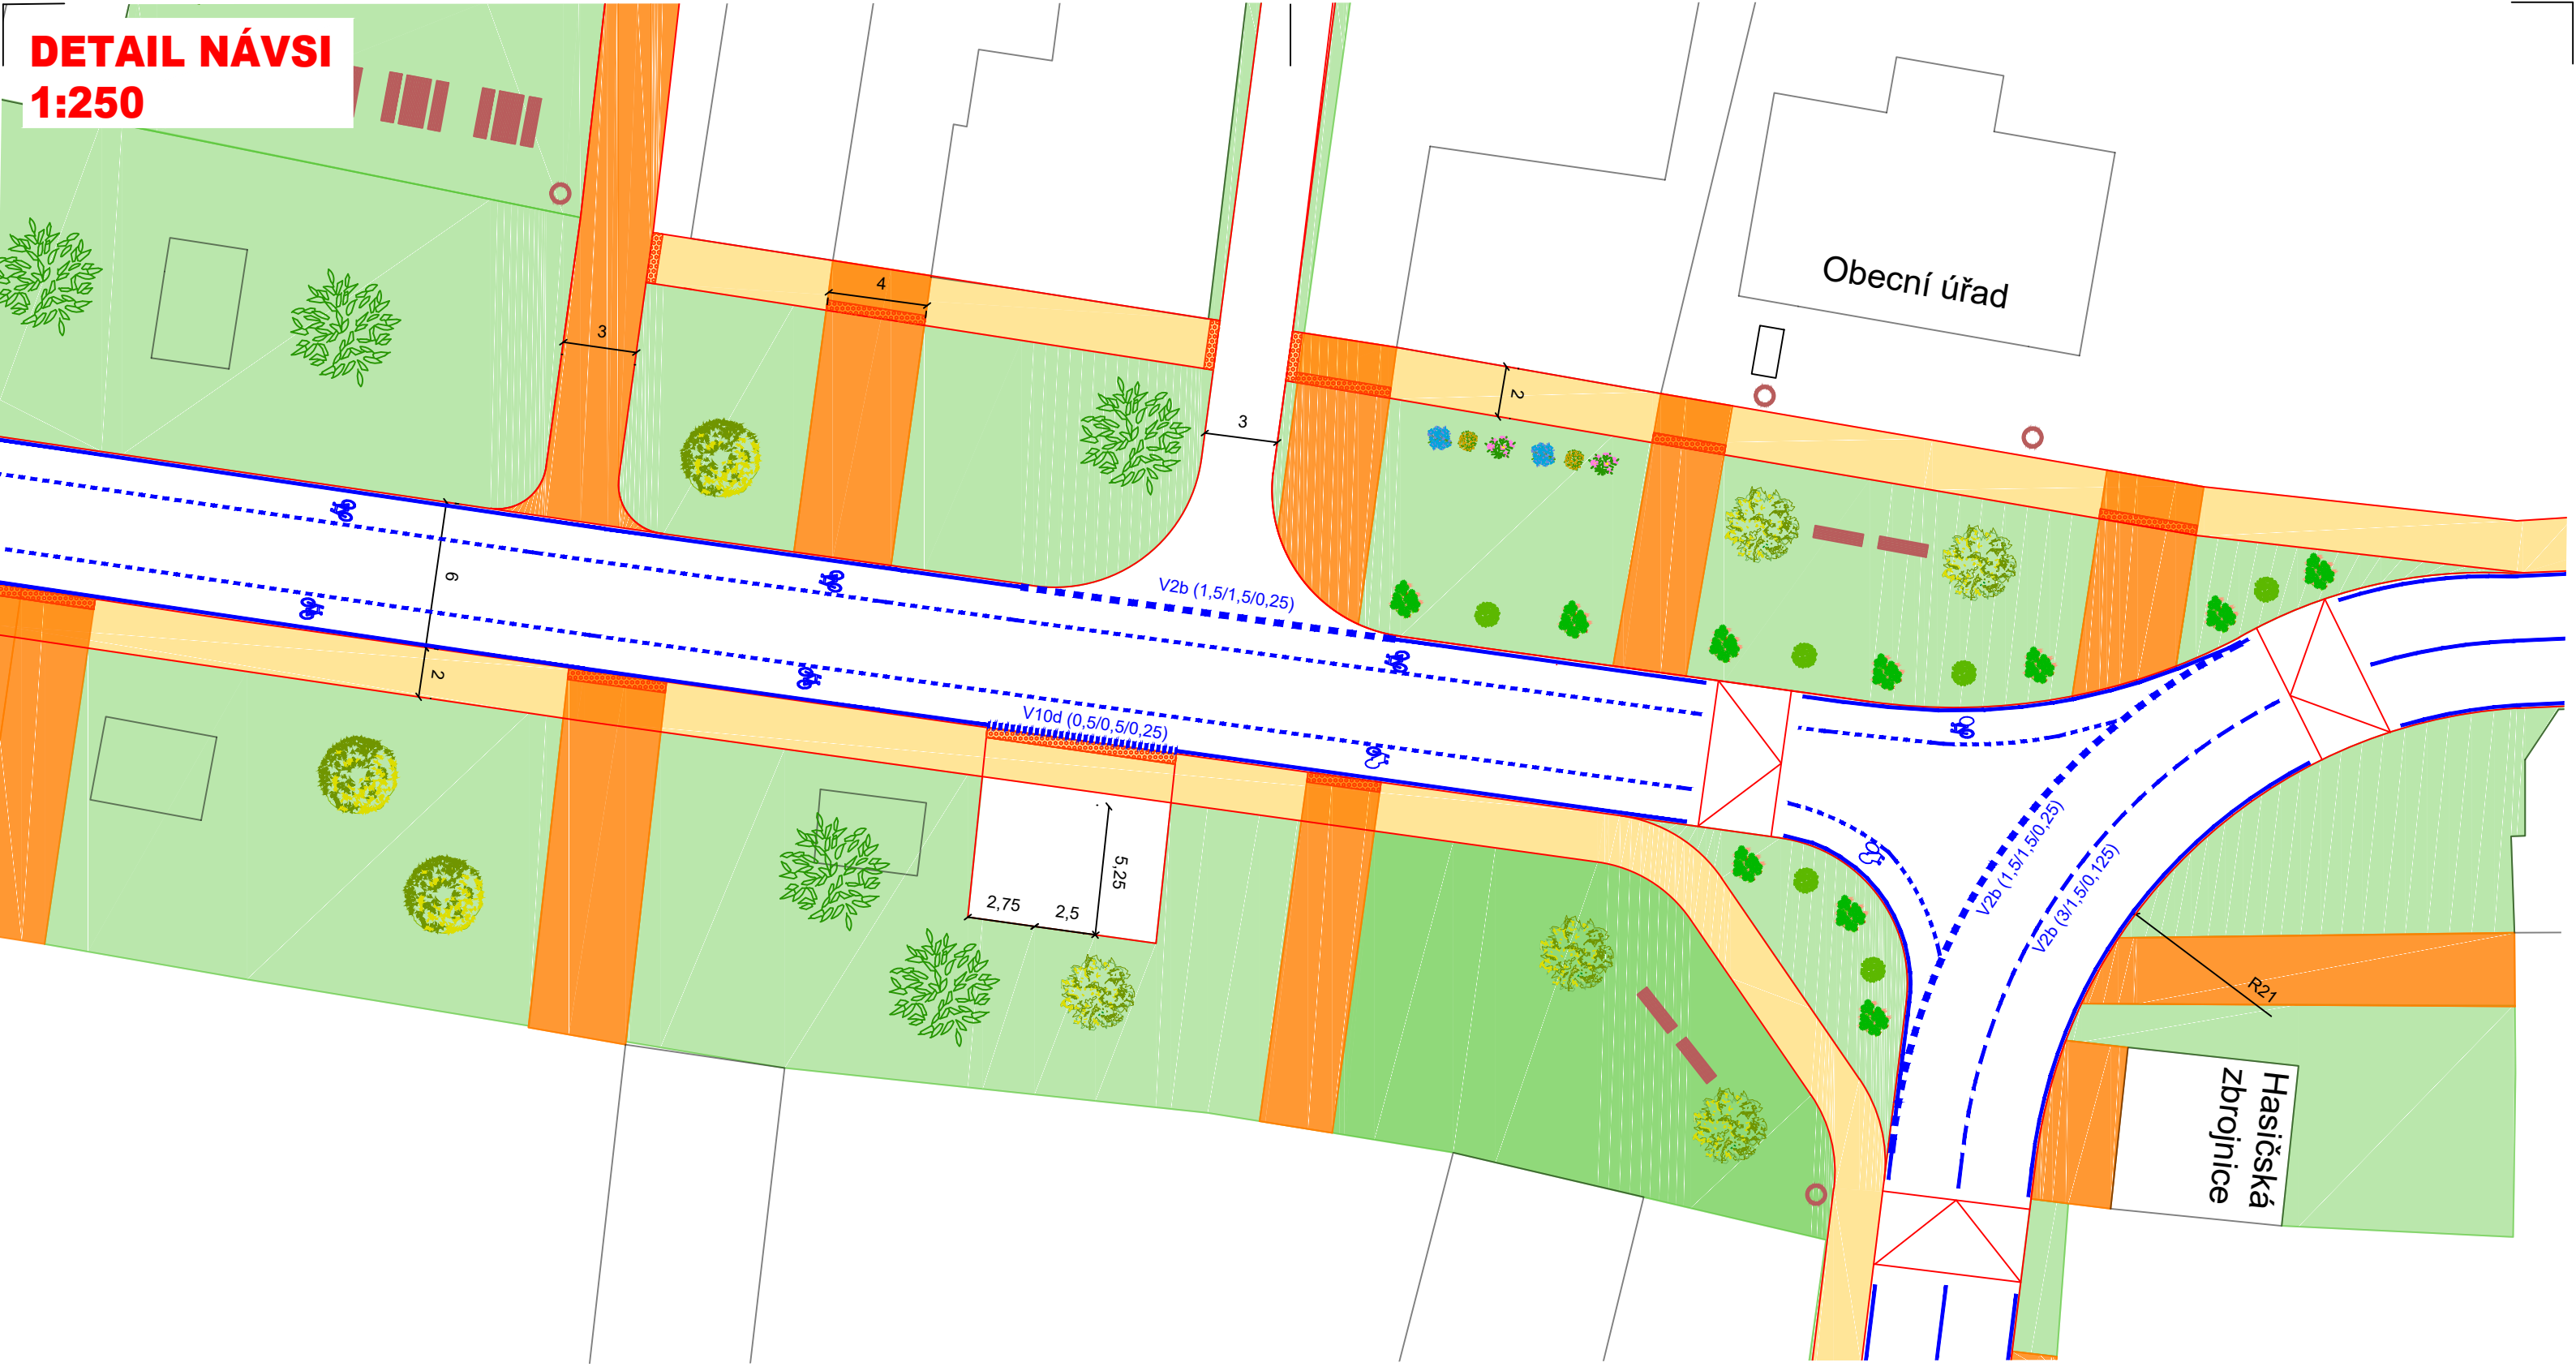 DETAIL NÁVSI
1:250
4
3
Obecní úřad
2
3
V2b (1,5/1,5/0,25)
6
2
V10d (0,5/0,5/0,25)
5,25
2,75
2,5
V2b (1,5/1,5/0,25)
V2b (3/1,5/0,125)
R21
Hasičská
zbrojnice